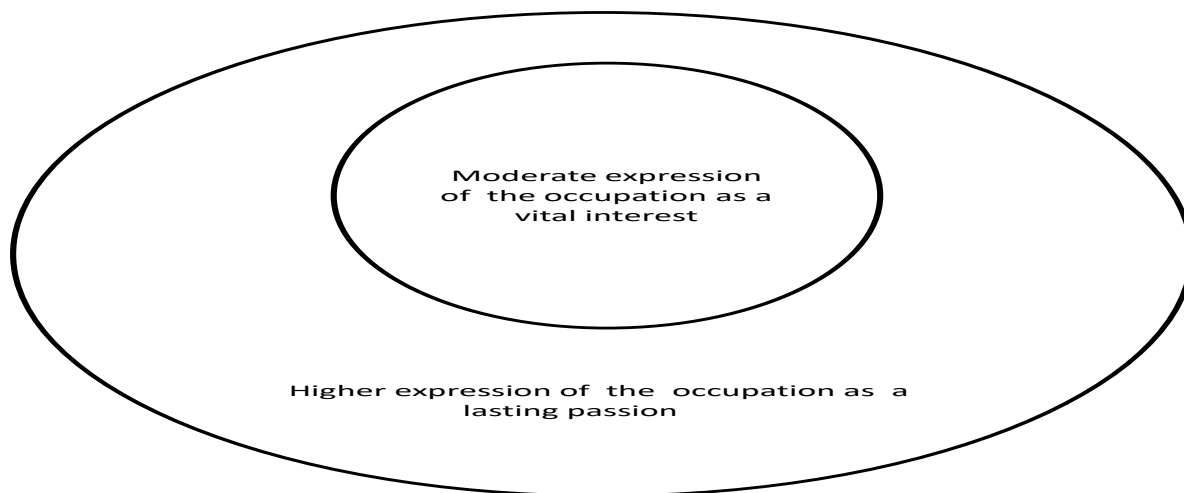 Moderate expression
of the occupation as a
vital interest
Higher expression of the occupation as a
lasting passion